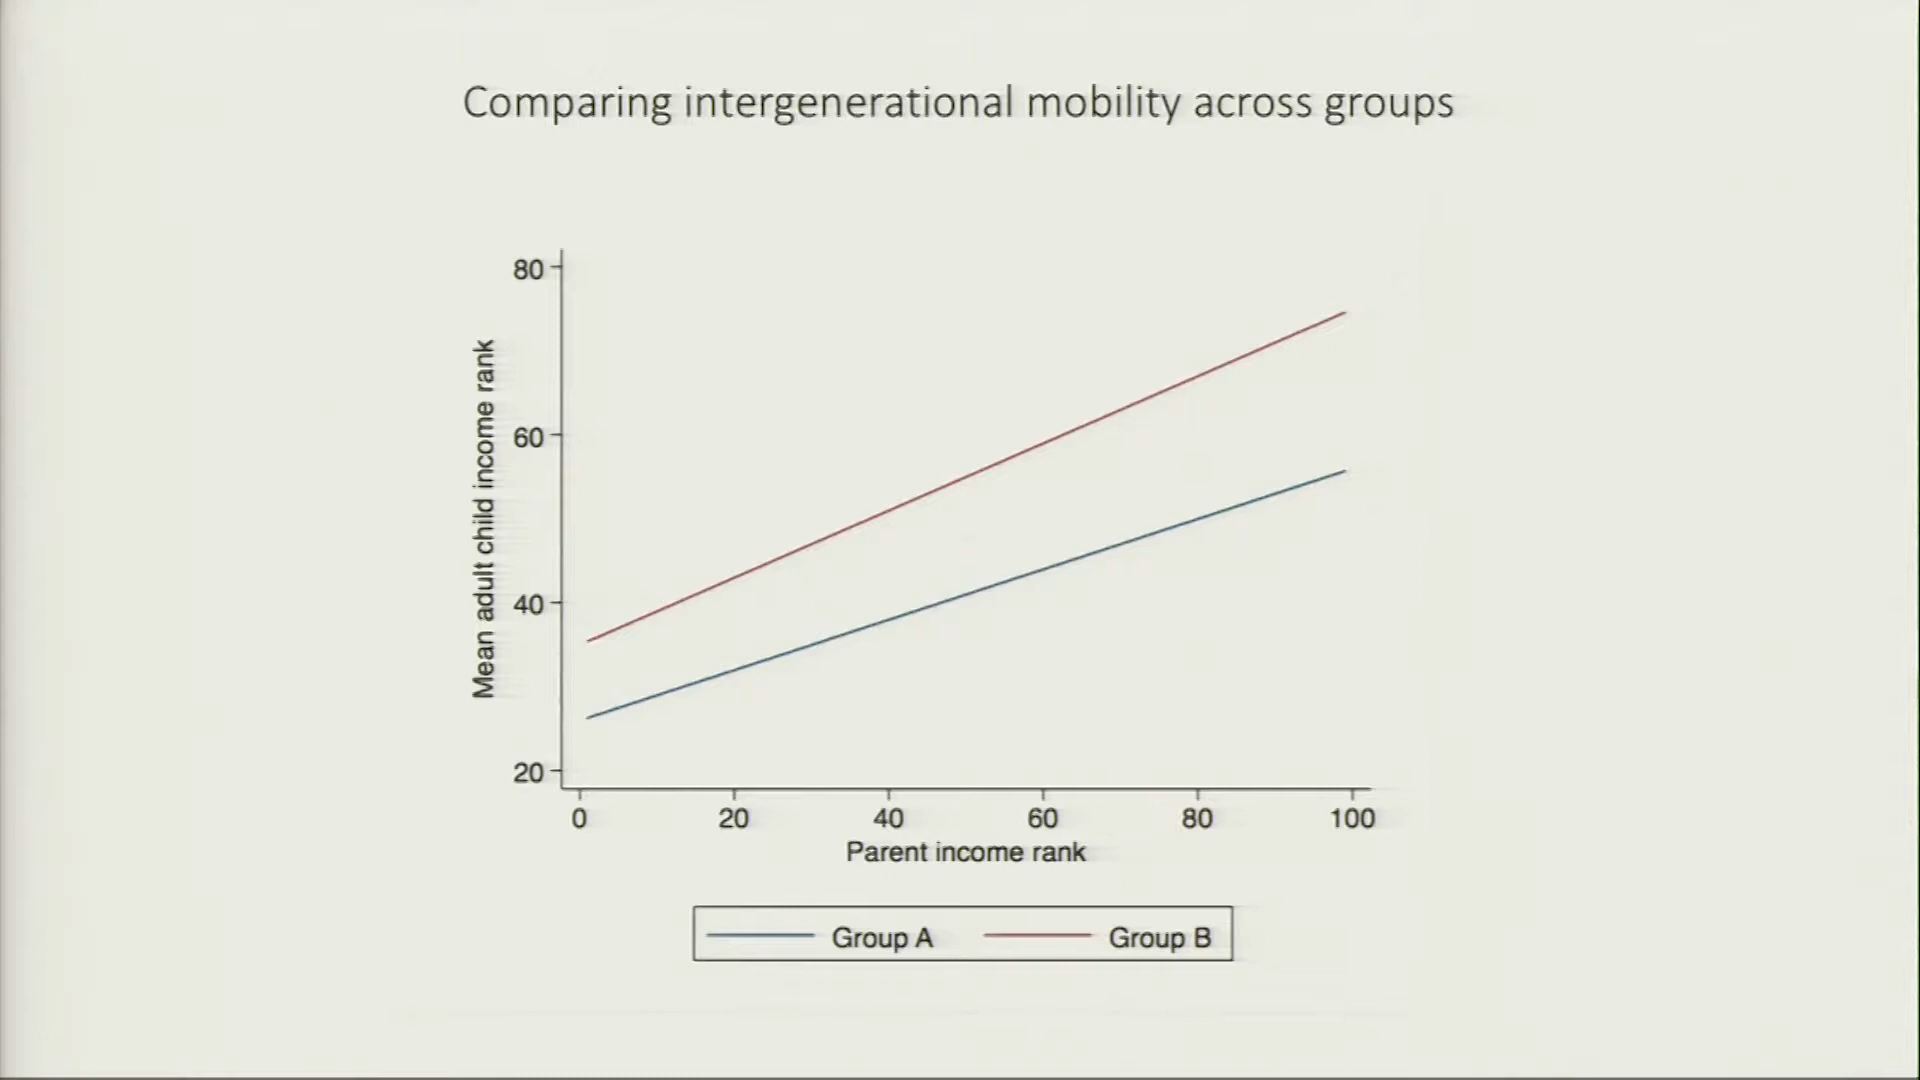 Comparing intergenerational mobility across groups
Mean adult child income rank
80
60
40
20
0 20 40 60 80 100
Parent income rank
Group A Group B